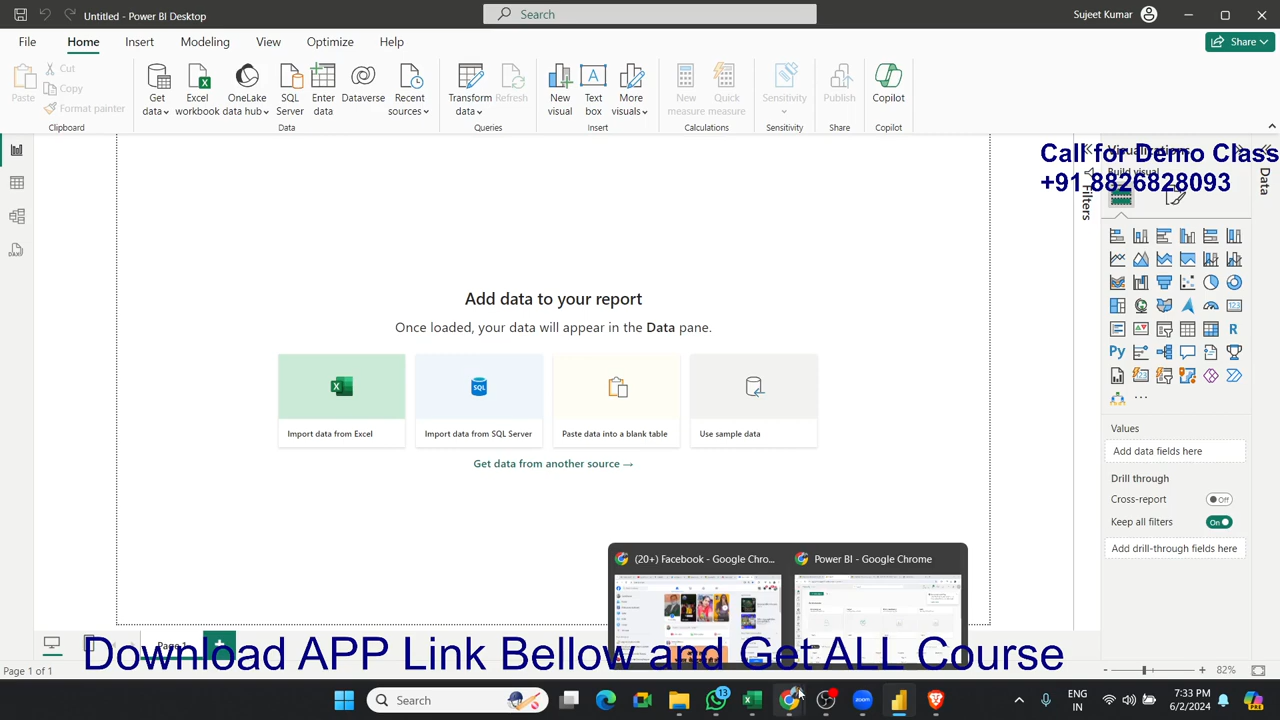 Untitled - Power BI Desktop
Search
Sujeet Kumar
File
Home
Insert
Modeling
View
Optimize
Help
Share
Paste
Cut
Copy
Format painter
Get data
Excel workbook
OneLake data hub
SQL Server
Enter data
Dataverse
Recent sources
Transform data
Refresh
New visual
Text box
More visuals
New measure
Quick measure
Sensitivity
Publish
Copilot
Clipboard
Data
Queries
Insert
Calculations
Sensitivity
Share
Copilot
Visualizations
Call for Demo Class
+91 8826828093
Build visual
Filters
Data
Add data to your report
Once loaded, your data will appear in the Data pane.
Import data from Excel
Import data from SQL Server
Paste data into a blank table
Use sample data
Get data from another source →
Values
Add data fields here
Drill through
Cross-report
Off
Keep all filters
On
Add drill-through fields here
(20+) Facebook - Google Chro...
Power BI - Google Chrome
Download APP Link Bellow and Get ALL Course
Page 1 of 1
82%
Search
13
zoom
ENG
IN
7:33 PM
6/2/2024